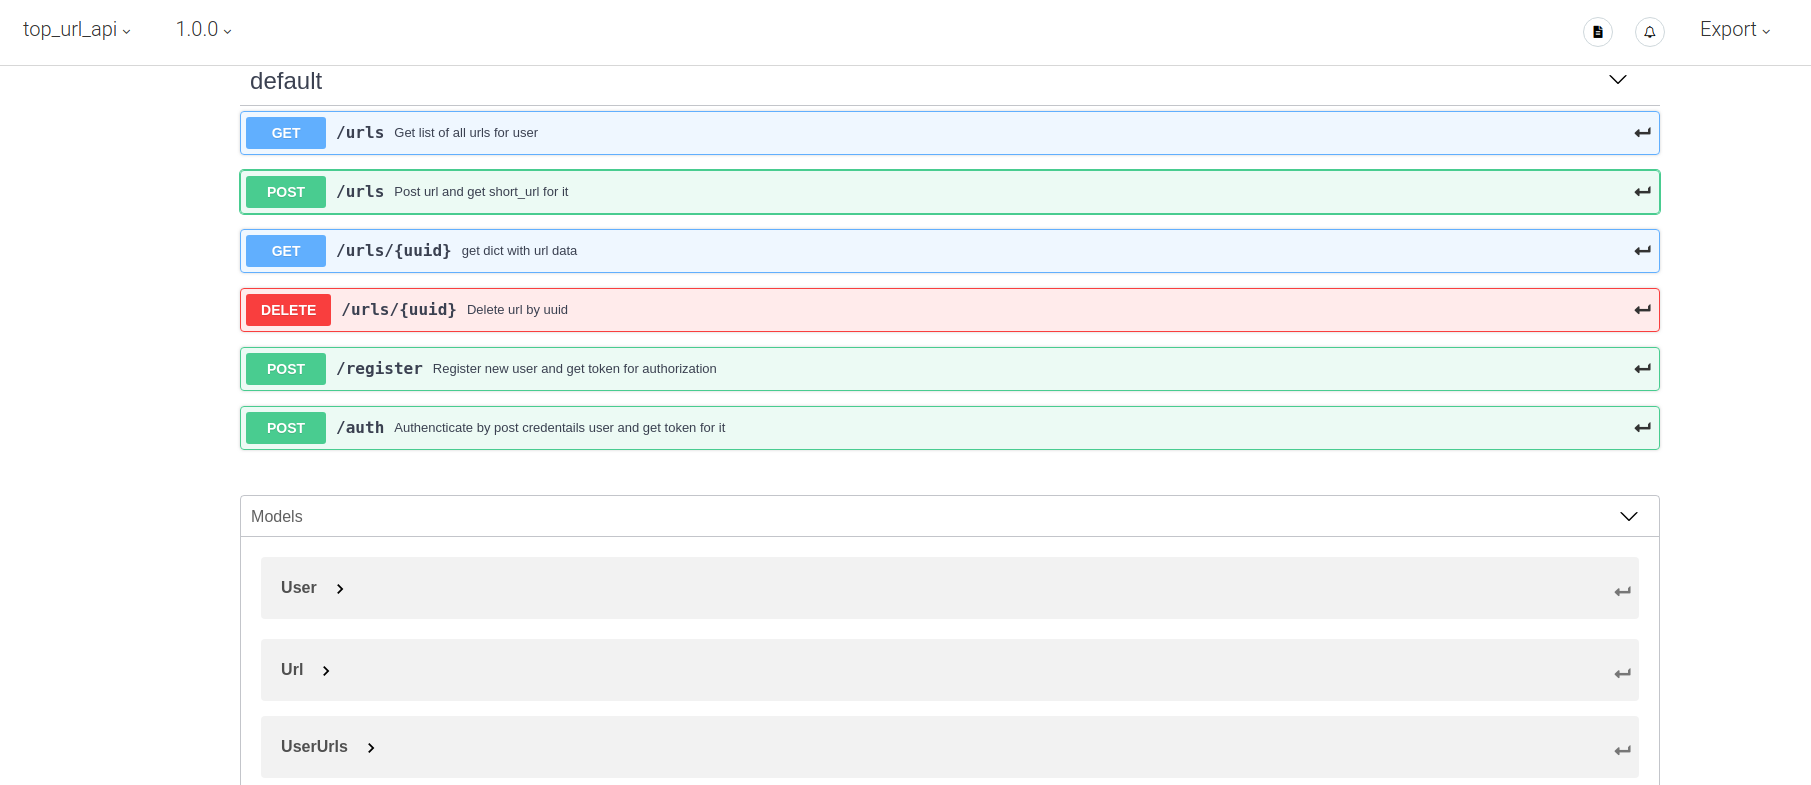 top_url_api 1.0.0 Export
default
GET /urls Get list of all urls for user
POST /urls Post url and get short_url for it
GET /urls/{uuid} get dict with url data
DELETE /urls/{uuid} Delete url by uuid
POST /register Register new user and get token for authorization
POST /auth Authencticate by post credentails user and get token for it
Models
User
Url
UserUrls